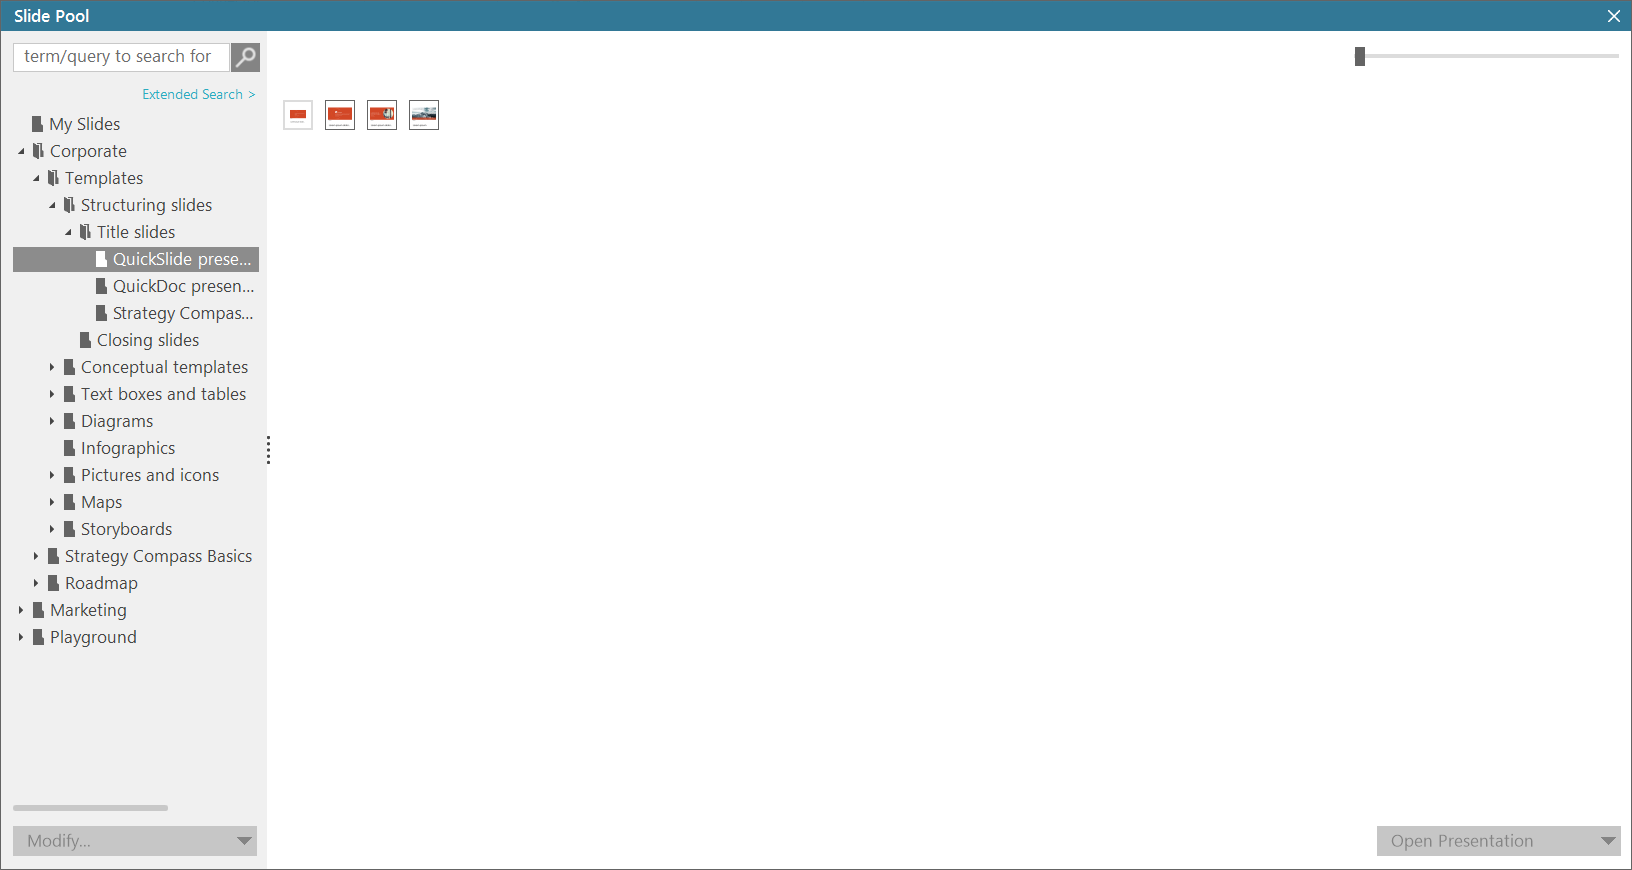 Slide Pool
term/query to search for
Extended Search >
My Slides
Corporate
Templates
Structuring slides
Title slides
QuickSlide prese...
QuickDoc presen...
Strategy Compas...
Closing slides
Conceptual templates
Text boxes and tables
Diagrams
Infographics
Pictures and icons
Maps
Storyboards
Strategy Compass Basics
Roadmap
Marketing
Playground
Modify...
Open Presentation